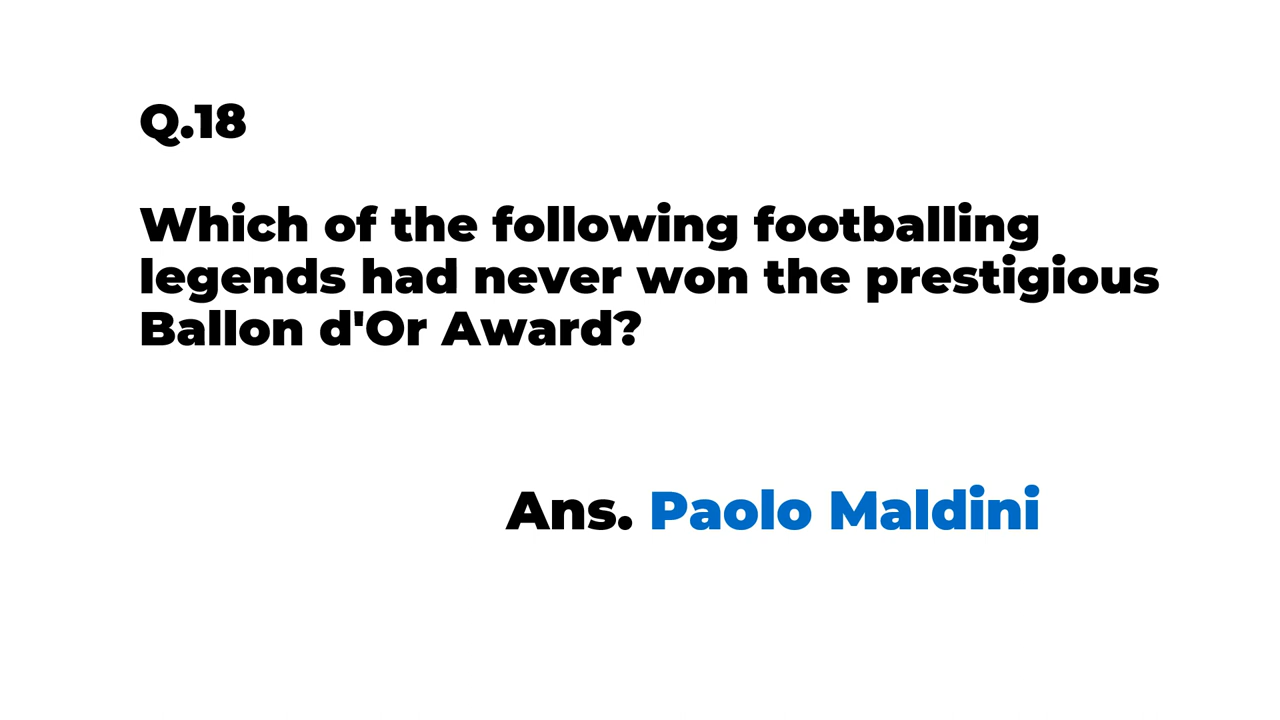 Q.18
Which of the following footballing
legends had never won the prestigious
Ballon d'Or Award?
Ans. Paolo Maldini